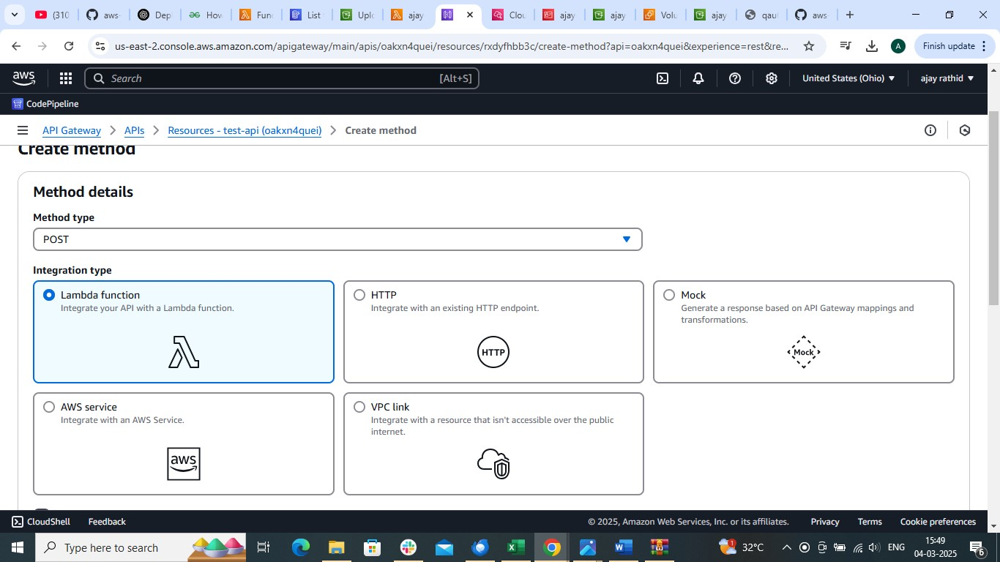 (310
aws-
Dep
How
Func
List
Uplo
ajay
Clou
ajay
ajay
Volu
ajay
qau
aws-
us-east-2.console.aws.amazon.com/apigateway/main/apis/oakxn4quei/resources/rxdyfhbb3c/create-method?api=oakxn4quei&experience=rest&re...
A
Finish update
aws
Search
[Alt+S]
United States (Ohio)
ajay rathid
CodePipeline
API Gateway
APIs
Resources - test-api (oakxn4quei)
Create method
Create method
Method details
Method type
POST
Integration type
Lambda function
Integrate your API with a Lambda function.
HTTP
Integrate with an existing HTTP endpoint.
HTTP
Mock
Generate a response based on API Gateway mappings and
transformations.
Mock
AWS service
Integrate with an AWS Service.
aws
VPC link
Integrate with a resource that isn't accessible over the public
internet.
CloudShell
Feedback
© 2025, Amazon Web Services, Inc. or its affiliates.
Privacy
Terms
Cookie preferences
Type here to search
1
32°C
ENG
15:49
04-03-2025
6